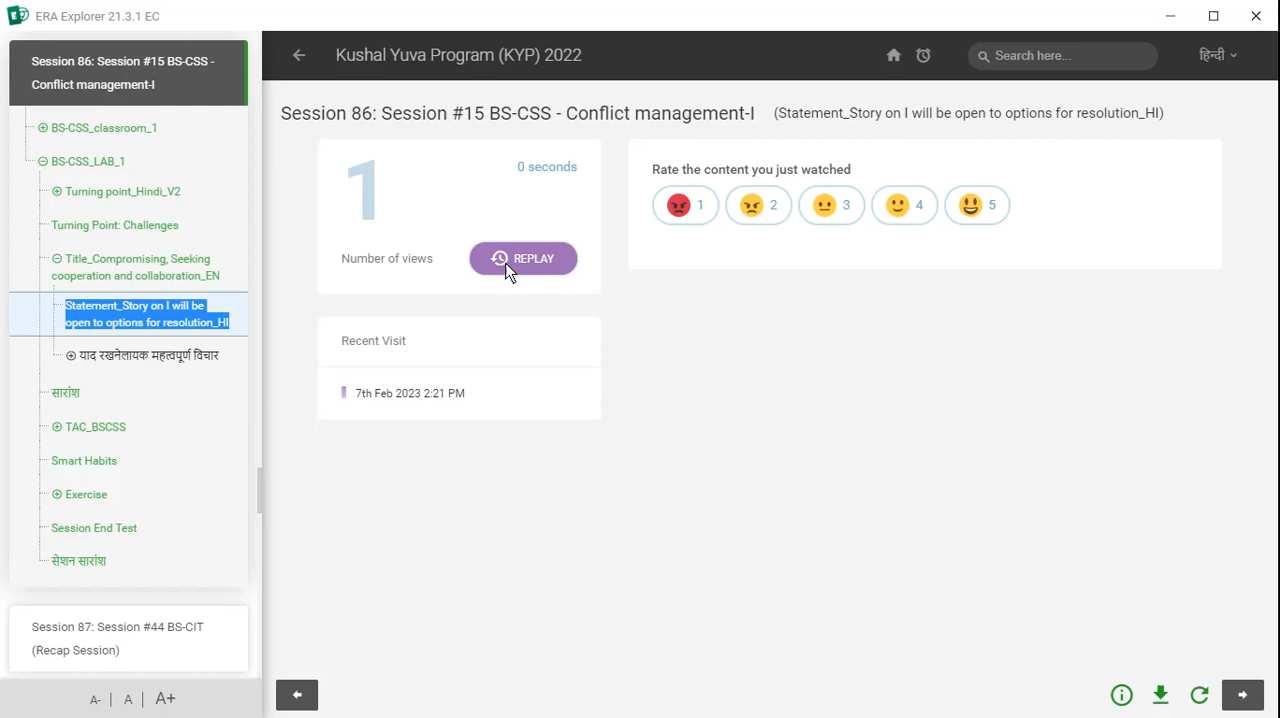 ERA Explorer 21.3.1 EC
Session 86: Session #15 BS-CSS -
Conflict management-I
BS-CSS_classroom_1
BS-CSS_LAB_1
Turning point_Hindi_V2
Turning Point: Challenges
Title_Compromising, Seeking
cooperation and collaboration_EN
Statement_Story on I will be
open to options for resolution_HI
याद रखनेलायक महत्वपूर्ण विचार
सारांश
TAC_BSCSS
Smart Habits
Exercise
Session End Test
सेशन सारांश
Session 87: Session #44 BS-CIT
(Recap Session)
A- | A | A+
Kushal Yuva Program (KYP) 2022
Search here...
हिन्दी
Session 86: Session #15 BS-CSS - Conflict management-I (Statement_Story on I will be open to options for resolution_HI)
1
0 seconds
Number of views
REPLAY
Rate the content you just watched
1 2 3 4 5
Recent Visit
7th Feb 2023 2:21 PM